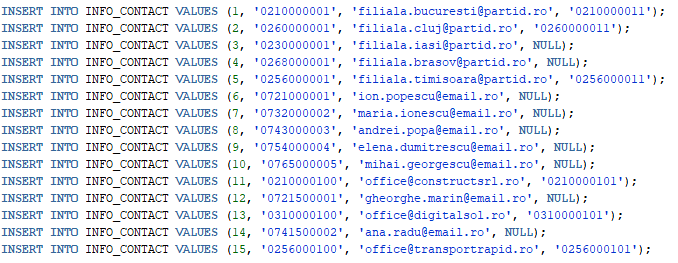 INSERT INTO INFO_CONTACT VALUES (1, '0210000001', 'filiala.bucuresti@partid.ro', '0210000011');
INSERT INTO INFO_CONTACT VALUES (2, '0260000001', 'filiala.cluj@partid.ro', '0260000011');
INSERT INTO INFO_CONTACT VALUES (3, '0230000001', 'filiala.iasi@partid.ro', NULL);
INSERT INTO INFO_CONTACT VALUES (4, '0268000001', 'filiala.brasov@partid.ro', NULL);
INSERT INTO INFO_CONTACT VALUES (5, '0256000001', 'filiala.timisoara@partid.ro', '0256000011');
INSERT INTO INFO_CONTACT VALUES (6, '0721000001', 'ion.popescu@email.ro', NULL);
INSERT INTO INFO_CONTACT VALUES (7, '0732000002', 'maria.ionescu@email.ro', NULL);
INSERT INTO INFO_CONTACT VALUES (8, '0743000003', 'andrei.popa@email.ro', NULL);
INSERT INTO INFO_CONTACT VALUES (9, '0754000004', 'elena.dumitrescu@email.ro', NULL);
INSERT INTO INFO_CONTACT VALUES (10, '0765000005', 'mihai.georgescu@email.ro', NULL);
INSERT INTO INFO_CONTACT VALUES (11, '0210000100', 'office@constructsrl.ro', '0210000101');
INSERT INTO INFO_CONTACT VALUES (12, '0721500001', 'gheorghe.marin@email.ro', NULL);
INSERT INTO INFO_CONTACT VALUES (13, '0310000100', 'office@digitalsol.ro', '0310000101');
INSERT INTO INFO_CONTACT VALUES (14, '0741500002', 'ana.radu@email.ro', NULL);
INSERT INTO INFO_CONTACT VALUES (15, '0256000100', 'office@transportrapid.ro', '0256000101');